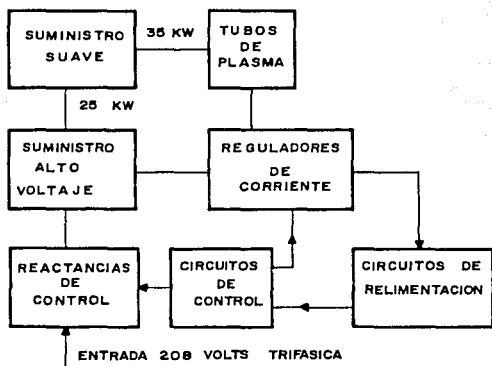 SUMINISTRO
SUAVE
35 KW
TUBOS
DE
PLASMA
25 KW
SUMINISTRO
ALTO
VOLTAJE
REGULADORES
DE
CORRIENTE
REACTANCIAS
DE
CONTROL
CIRCUITOS
DE
CONTROL
CIRCUITOS DE
RELIMENTACION
ENTRADA 208 VOLTS TRIFASICA